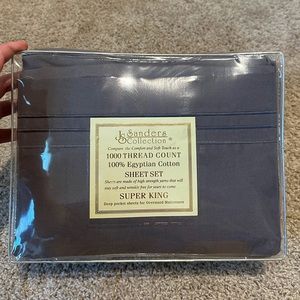 Sanders
Collection®
Compare the Comfort and Soft Touch as a
1000 THREAD COUNT
100% Egyptian Cotton
SHEET SET
Sheets are made of high strength yarns that will
stay soft and wrinkle free for years to come
SUPER KING
Deep pocket sheets for Oversized Mattresses